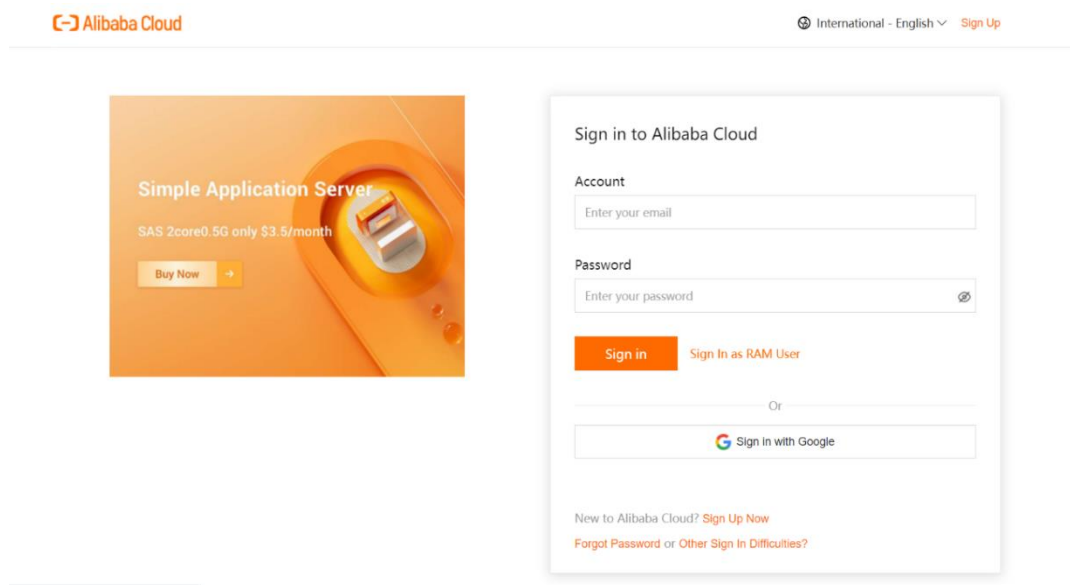 Alibaba Cloud
International - English Sign Up
Simple Application Server
SAS 2core0.5G only $3.5/month
Buy Now →
Sign in to Alibaba Cloud
Account
Enter your email
Password
Enter your password
Sign in Sign In as RAM User
Or
Sign in with Google
New to Alibaba Cloud? Sign Up Now
Forgot Password or Other Sign In Difficulties?